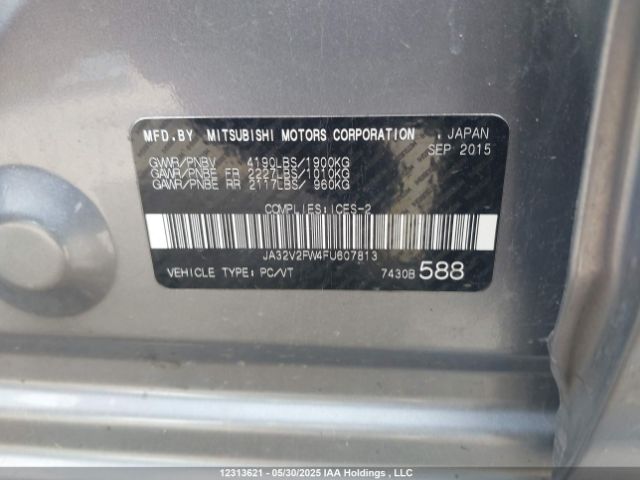 MFD.BY MITSUBISHI MOTORS CORPORATION . JAPAN
SEP 2015
GVWR/PNBV 4190LBS/1900KG
GAWR/PNBE FR 2227LBS/1010KG
GAWR/PNBE RR 2117LBS/ 960KG
COMPLIES:ICES-2
JA32V2FW4FU607813
VEHICLE TYPE: PC/VT 7430B 588
12313621 - 05/30/2025 IAA Holdings , LLC